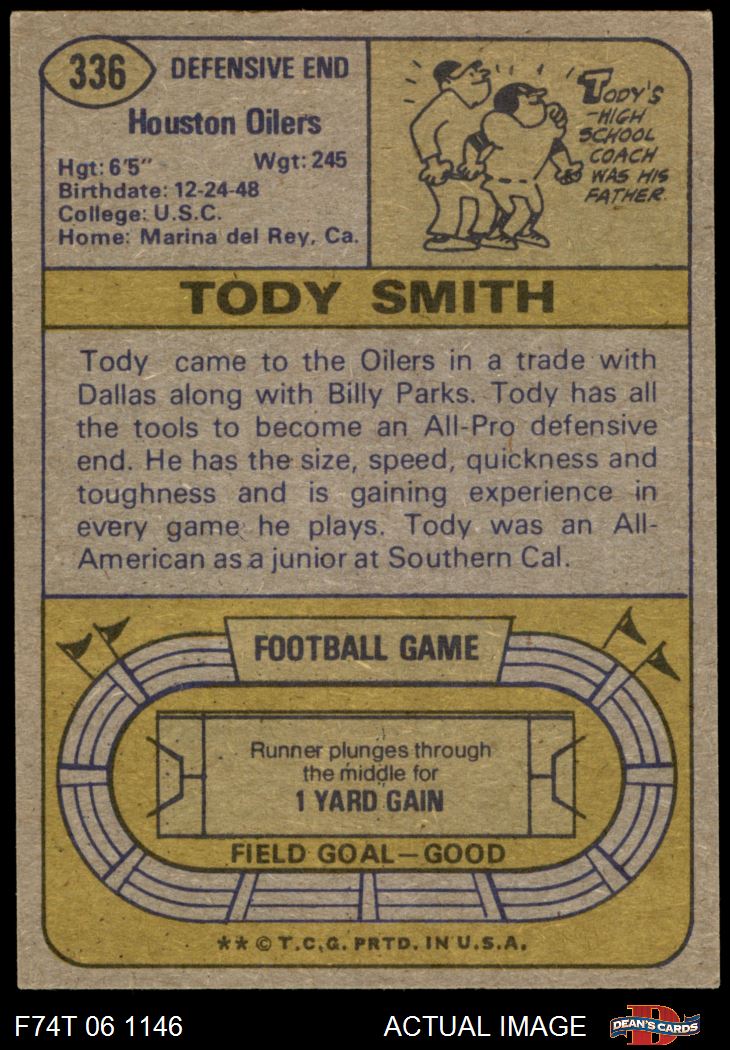 336
DEFENSIVE END
Houston Oilers
Hgt: 6'5" Wgt: 245
Birthdate: 12-24-48
College: U.S.C.
Home: Marina del Rey, Ca.
TODY'S
-HIGH
SCHOOL
COACH
WAS HIS
FATHER.
TODY SMITH
Tody came to the Oilers in a trade with
Dallas along with Billy Parks. Tody has all
the tools to become an All-Pro defensive
end. He has the size, speed, quickness and
toughness and is gaining experience in
every game he plays. Tody was an All-
American as a junior at Southern Cal.
FOOTBALL GAME
Runner plunges through
the middle for
1 YARD GAIN
FIELD GOAL—GOOD
** © T.C.G. PRTD. IN U.S.A.
F74T 06 1146
ACTUAL IMAGE
D
DEAN'S CARDS